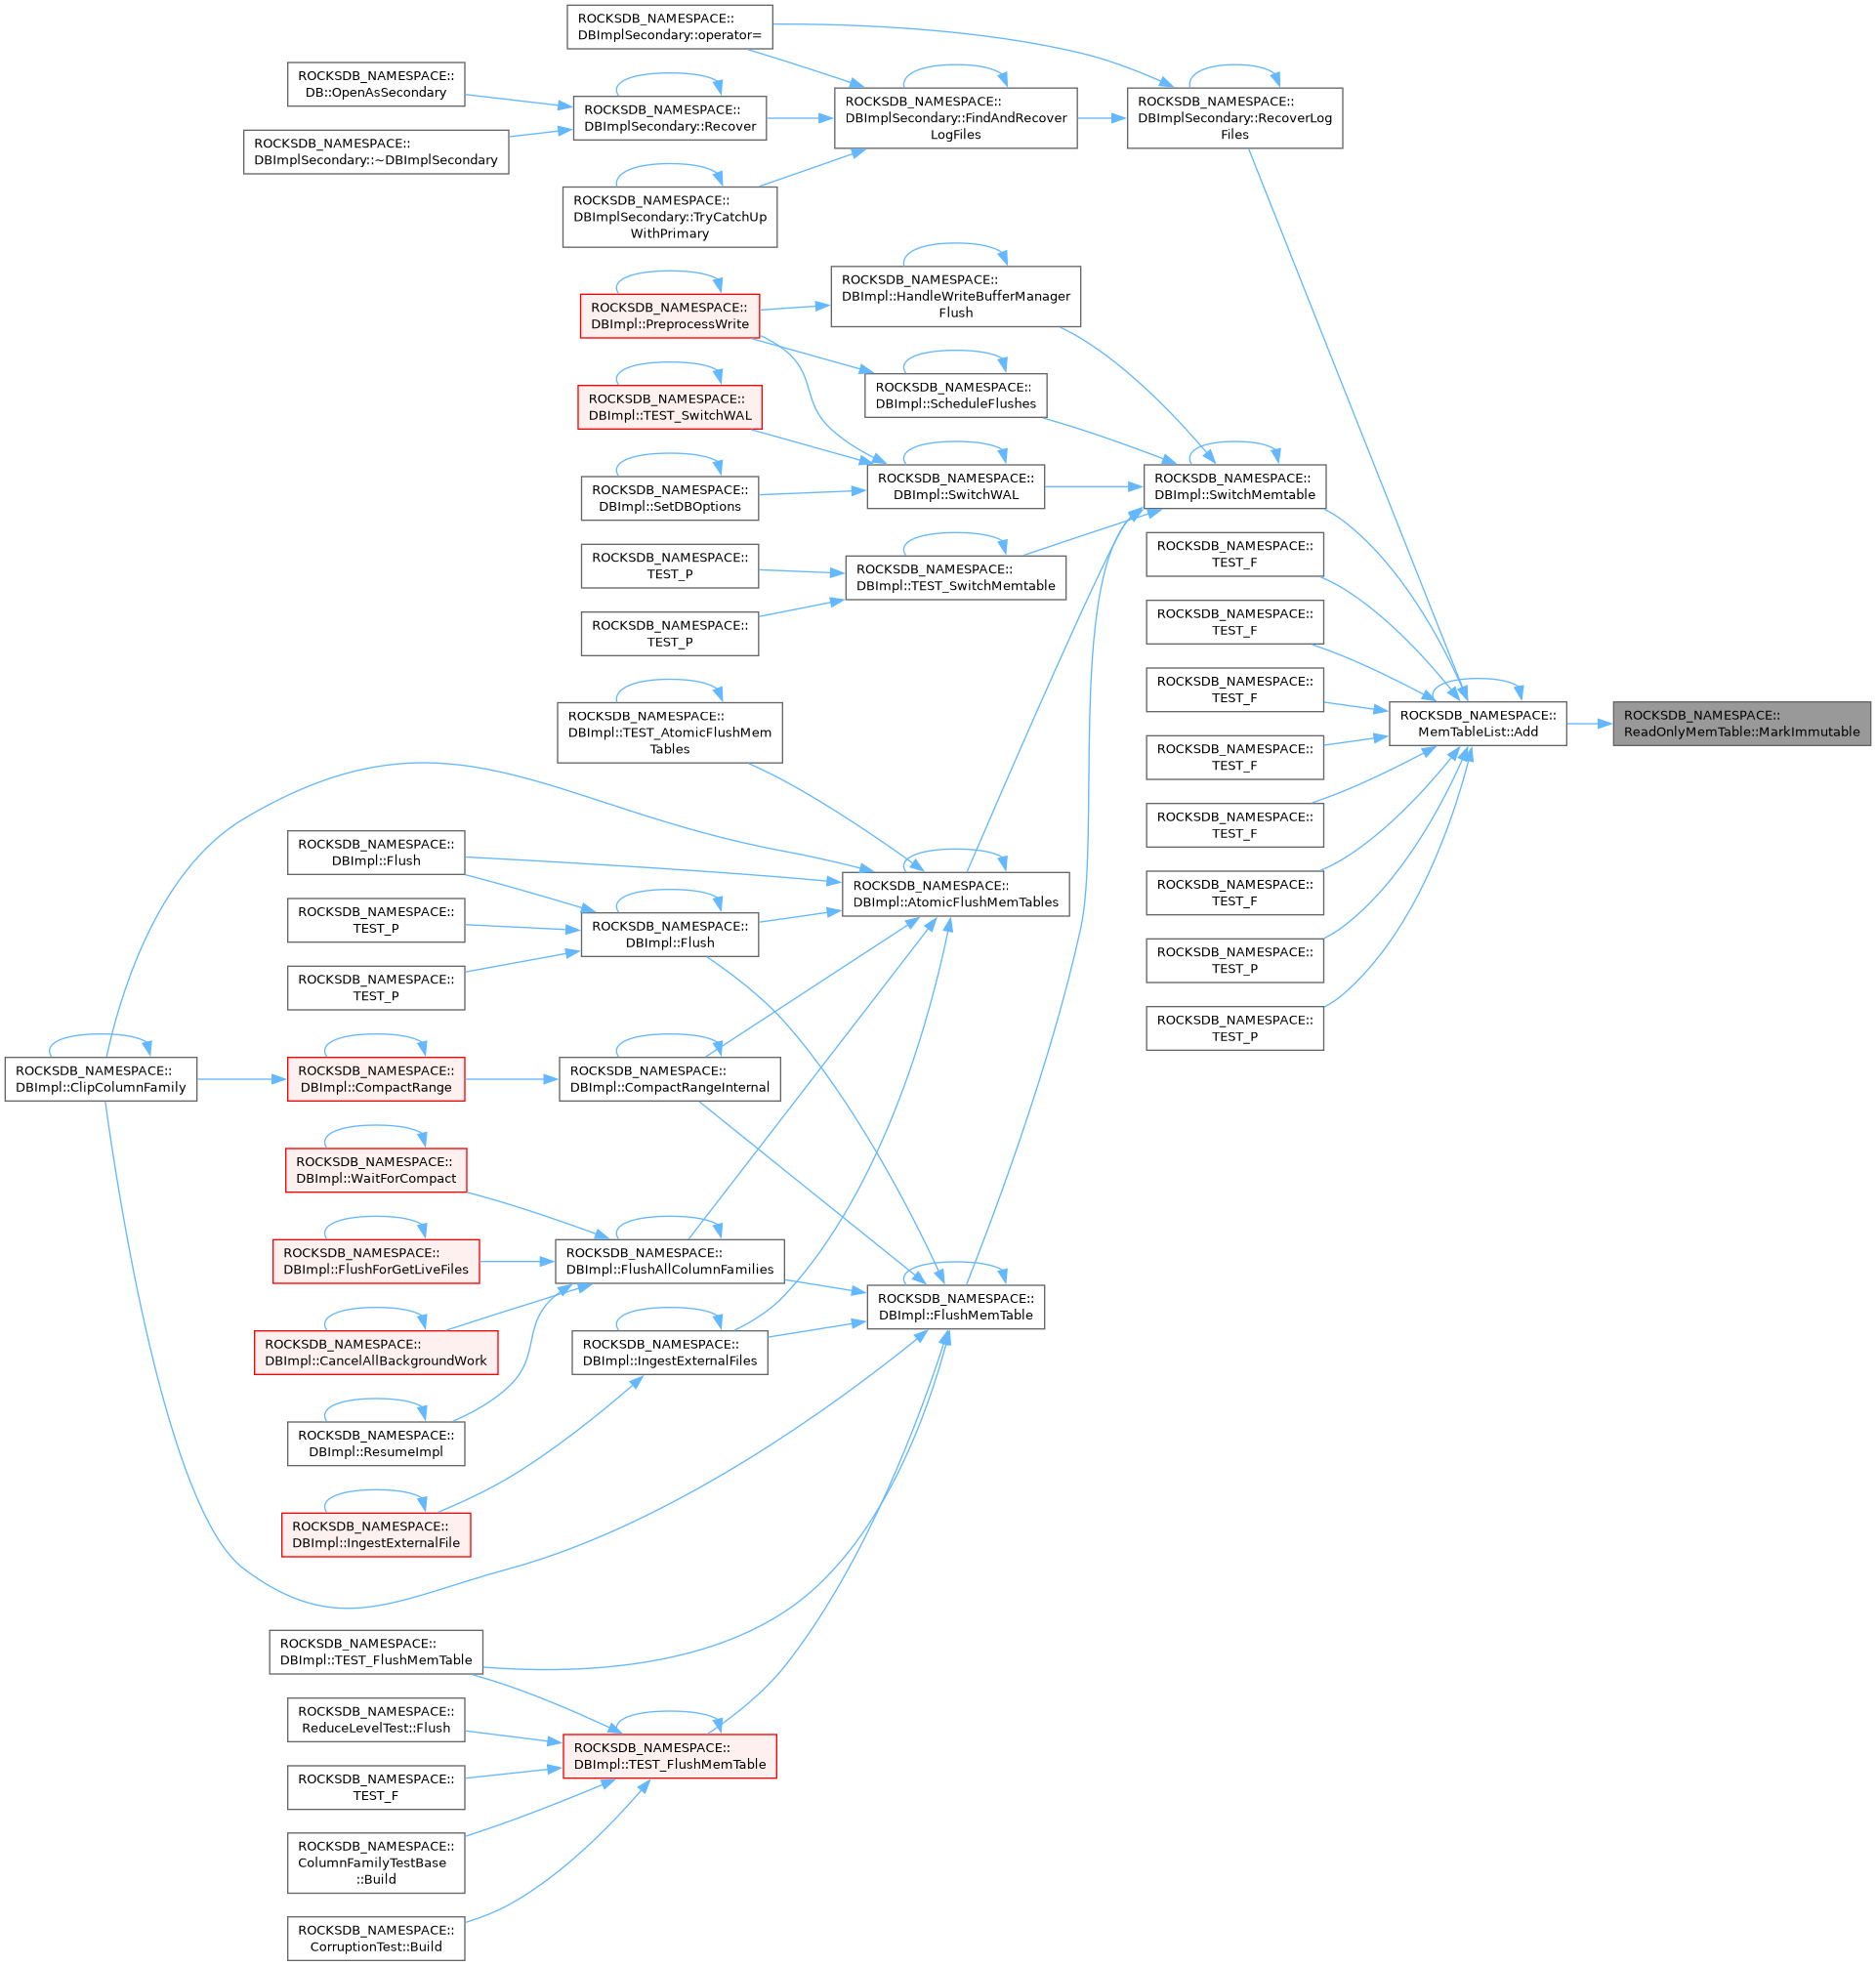 ROCKSDB_NAMESPACE::
DBImplSecondary::operator=
ROCKSDB_NAMESPACE::
DB::OpenAsSecondary
ROCKSDB_NAMESPACE::
DBImplSecondary::Recover
ROCKSDB_NAMESPACE::
DBImplSecondary::FindAndRecover
LogFiles
ROCKSDB_NAMESPACE::
DBImplSecondary::RecoverLog
Files
ROCKSDB_NAMESPACE::
DBImplSecondary::~DBImplSecondary
ROCKSDB_NAMESPACE::
DBImplSecondary::TryCatchUp
WithPrimary
ROCKSDB_NAMESPACE::
DBImpl::HandleWriteBufferManager
Flush
ROCKSDB_NAMESPACE::
DBImpl::PreprocessWrite
ROCKSDB_NAMESPACE::
DBImpl::ScheduleFlushes
ROCKSDB_NAMESPACE::
DBImpl::TEST_SwitchWAL
ROCKSDB_NAMESPACE::
DBImpl::SwitchWAL
ROCKSDB_NAMESPACE::
DBImpl::SwitchMemtable
ROCKSDB_NAMESPACE::
DBImpl::SetDBOptions
ROCKSDB_NAMESPACE::
TEST_F
ROCKSDB_NAMESPACE::
TEST_P
ROCKSDB_NAMESPACE::
DBImpl::TEST_SwitchMemtable
ROCKSDB_NAMESPACE::
TEST_F
ROCKSDB_NAMESPACE::
TEST_P
ROCKSDB_NAMESPACE::
TEST_F
ROCKSDB_NAMESPACE::
MemTableList::Add
ROCKSDB_NAMESPACE::
ReadOnlyMemTable::MarkImmutable
ROCKSDB_NAMESPACE::
DBImpl::TEST_AtomicFlushMem
Tables
ROCKSDB_NAMESPACE::
TEST_F
ROCKSDB_NAMESPACE::
TEST_F
ROCKSDB_NAMESPACE::
DBImpl::Flush
ROCKSDB_NAMESPACE::
DBImpl::AtomicFlushMemTables
ROCKSDB_NAMESPACE::
TEST_F
ROCKSDB_NAMESPACE::
TEST_P
ROCKSDB_NAMESPACE::
DBImpl::Flush
ROCKSDB_NAMESPACE::
TEST_P
ROCKSDB_NAMESPACE::
TEST_P
ROCKSDB_NAMESPACE::
TEST_P
ROCKSDB_NAMESPACE::
DBImpl::ClipColumnFamily
ROCKSDB_NAMESPACE::
DBImpl::CompactRange
ROCKSDB_NAMESPACE::
DBImpl::CompactRangeInternal
ROCKSDB_NAMESPACE::
DBImpl::WaitForCompact
ROCKSDB_NAMESPACE::
DBImpl::FlushForGetLiveFiles
ROCKSDB_NAMESPACE::
DBImpl::FlushAllColumnFamilies
ROCKSDB_NAMESPACE::
DBImpl::FlushMemTable
ROCKSDB_NAMESPACE::
DBImpl::CancelAllBackgroundWork
ROCKSDB_NAMESPACE::
DBImpl::IngestExternalFiles
ROCKSDB_NAMESPACE::
DBImpl::ResumeImpl
ROCKSDB_NAMESPACE::
DBImpl::IngestExternalFile
ROCKSDB_NAMESPACE::
DBImpl::TEST_FlushMemTable
ROCKSDB_NAMESPACE::
ReduceLevelTest::Flush
ROCKSDB_NAMESPACE::
DBImpl::TEST_FlushMemTable
ROCKSDB_NAMESPACE::
TEST_F
ROCKSDB_NAMESPACE::
ColumnFamilyTestBase
::Build
ROCKSDB_NAMESPACE::
CorruptionTest::Build